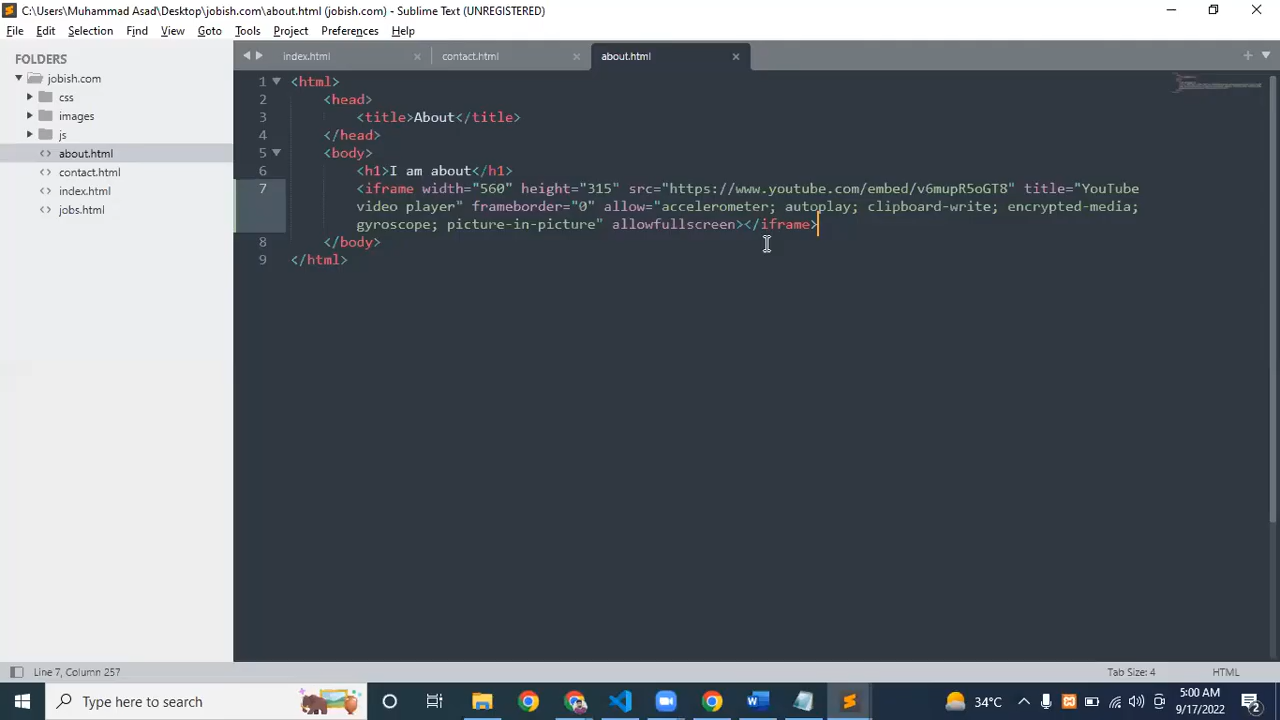 C:\Users\Muhammad Asad\Desktop\jobish.com\about.html (jobish.com) - Sublime Text (UNREGISTERED)
File Edit Selection Find View Goto Tools Project Preferences Help
FOLDERS
jobish.com
css
images
js
about.html
contact.html
index.html
jobs.html
index.html contact.html about.html
1 <html>
2 <head>
3 <title>About</title>
4 </head>
5 <body>
6 <h1>I am about</h1>
7 <iframe width="560" height="315" src="https://www.youtube.com/embed/v6mupR5oGT8" title="YouTube
video player" frameborder="0" allow="accelerometer; autoplay; clipboard-write; encrypted-media;
gyroscope; picture-in-picture" allowfullscreen></iframe>
8 </body>
9 </html>
Line 7, Column 257 Tab Size: 4 HTML
Type here to search
34°C
5:00 AM
9/17/2022
2